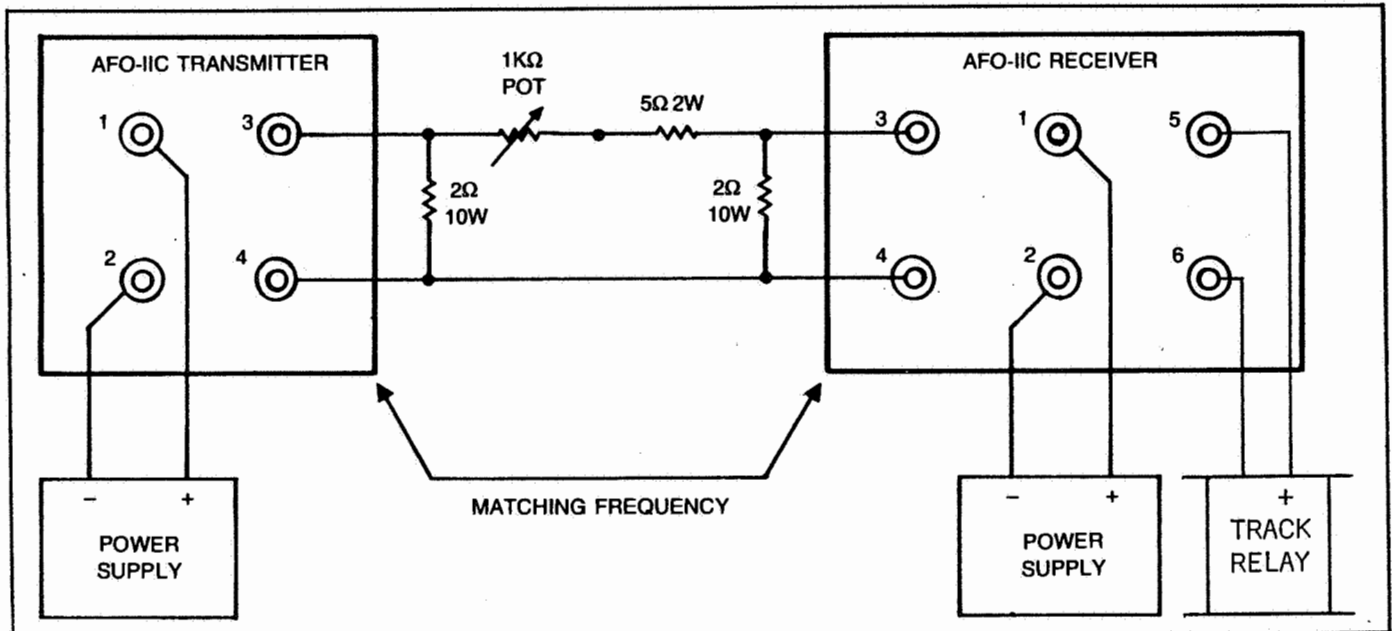 AFO-IIC TRANSMITTER
1
3
2
4
1KΩ
POT
5Ω 2W
2Ω
10W
2Ω
10W
AFO-IIC RECEIVER
3
1
5
4
2
6
MATCHING FREQUENCY
- +
POWER
SUPPLY
- +
POWER
SUPPLY
+
TRACK
RELAY